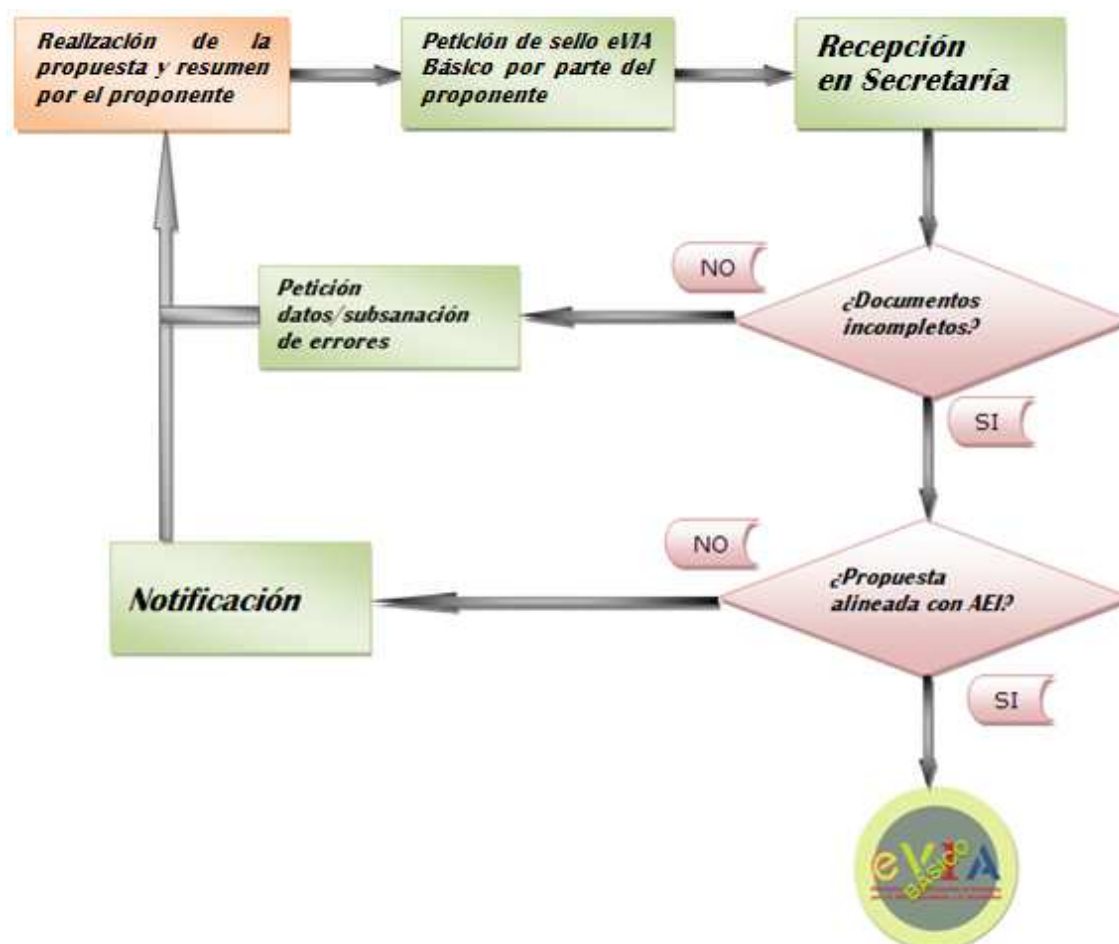 Realización de la
propuesta y resumen
por el proponente
Petición de sello eVIA
Básico por parte del
proponente
Recepción
en Secretaría
NO
¿Documentos
incompletos?
Petición
datos/subsanación
de errores
SI
NO
¿Propuesta
alineada con AEI?
Notificación
SI
eVIA
BÁSICO